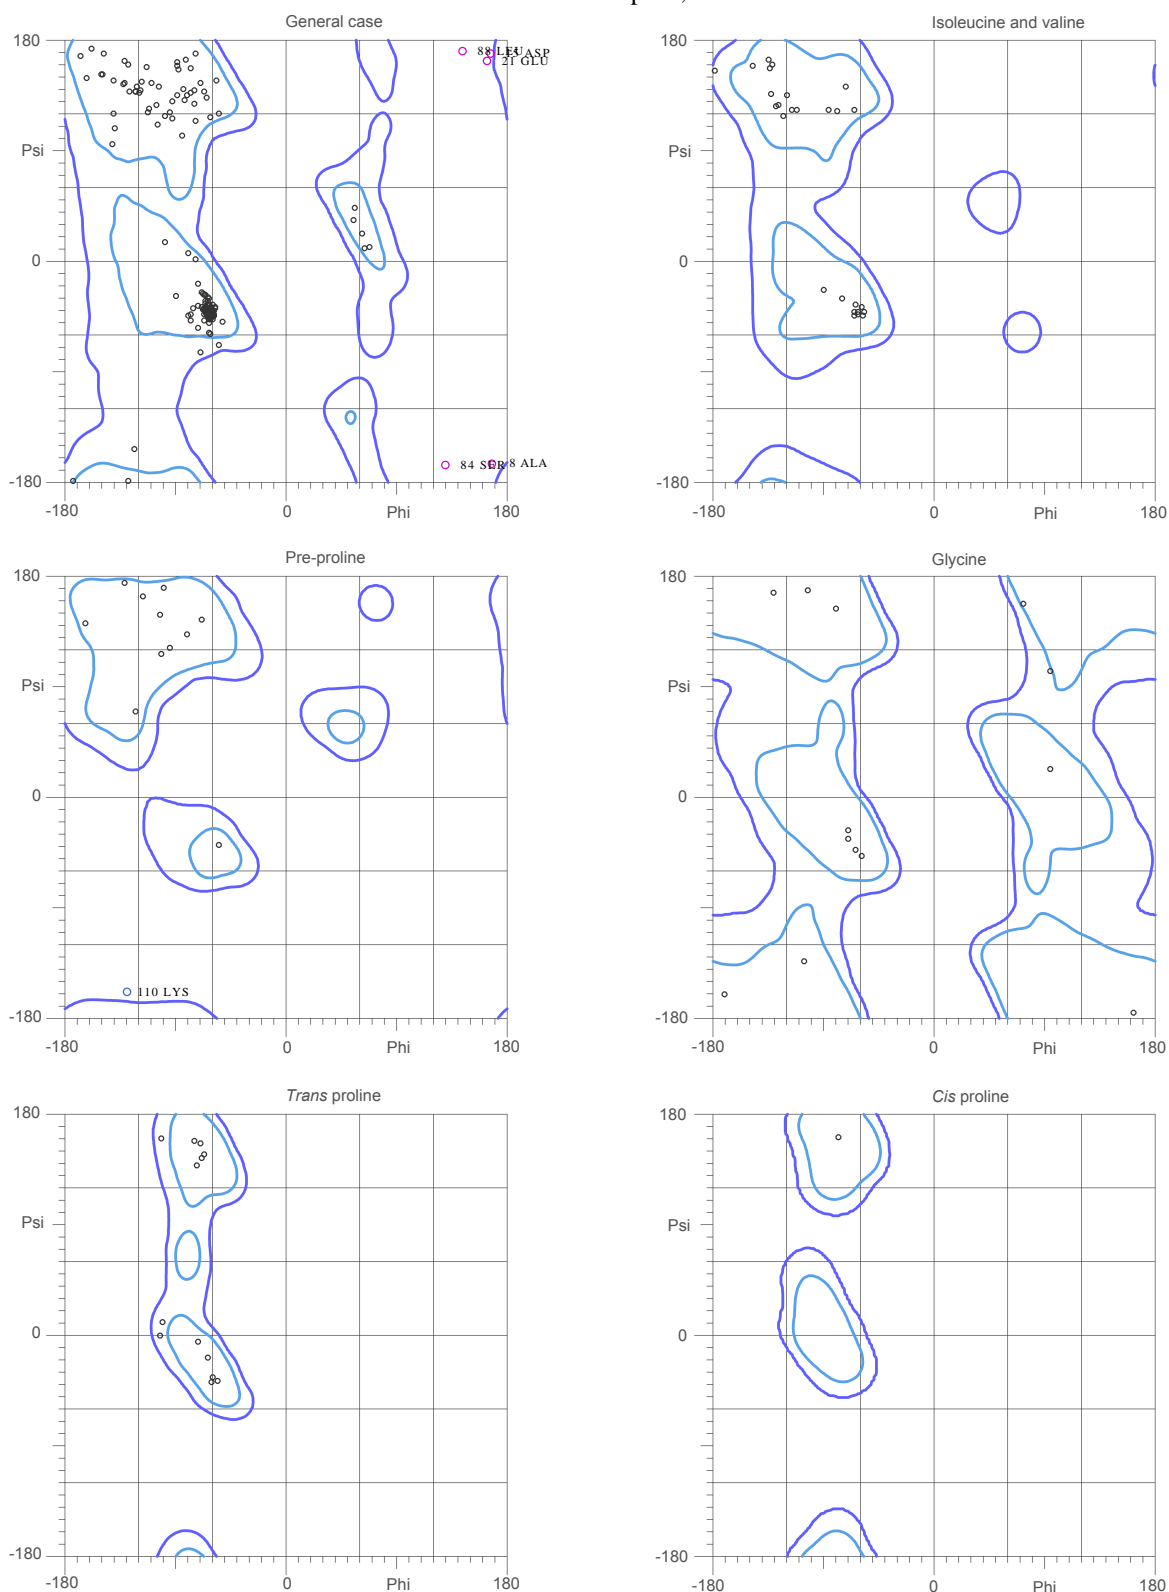 General case
Isoleucine and valine
180
180
88 LEU
ASP
21 GLU
Psi
Psi
0
0
84 SER
8 ALA
-180
-180
-180
0
Phi
180
-180
0
Phi
180
Pre-proline
Glycine
180
180
Psi
Psi
0
0
110 LYS
-180
-180
-180
0
Phi
180
-180
0
Phi
180
Trans proline
Cis proline
180
180
Psi
Psi
0
0
-180
-180
-180
0
Phi
180
-180
0
Phi
180